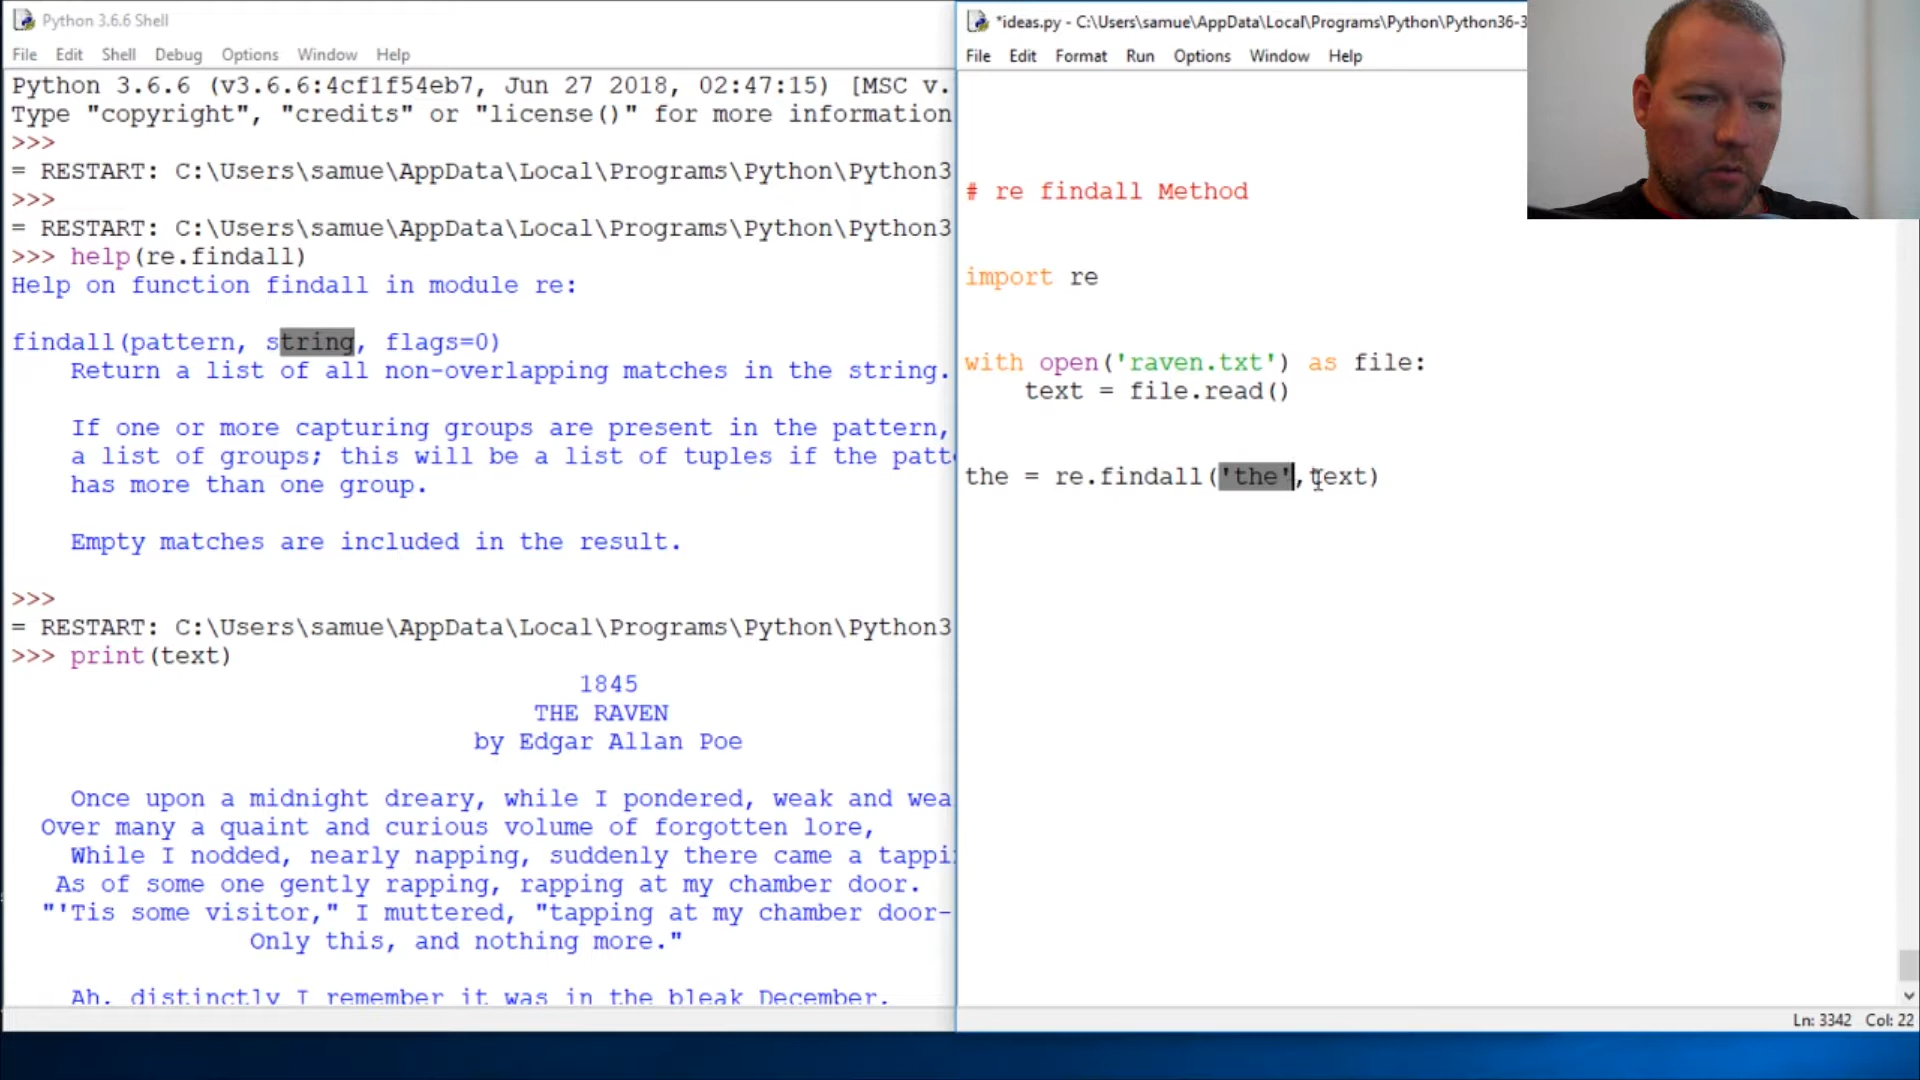 Python 3.6.6 Shell
File Edit Shell Debug Options Window Help
Python 3.6.6 (v3.6.6:4cf1f54eb7, Jun 27 2018, 02:47:15) [MSC v.
Type "copyright", "credits" or "license()" for more information
>>>
= RESTART: C:\Users\samue\AppData\Local\Programs\Python\Python3
>>>
= RESTART: C:\Users\samue\AppData\Local\Programs\Python\Python3
>>> help(re.findall)
Help on function findall in module re:
findall(pattern, string, flags=0)
Return a list of all non-overlapping matches in the string.
If one or more capturing groups are present in the pattern,
a list of groups; this will be a list of tuples if the patt
has more than one group.
Empty matches are included in the result.
>>>
= RESTART: C:\Users\samue\AppData\Local\Programs\Python\Python3
>>> print(text)
1845
THE RAVEN
by Edgar Allan Poe
Once upon a midnight dreary, while I pondered, weak and wea
Over many a quaint and curious volume of forgotten lore,
While I nodded, nearly napping, suddenly there came a tappi
As of some one gently rapping, rapping at my chamber door.
"'Tis some visitor," I muttered, "tapping at my chamber door-
Only this, and nothing more."
Ah, distinctly I remember it was in the bleak December,
*ideas.py - C:\Users\samue\AppData\Local\Programs\Python\Python36-3
File Edit Format Run Options Window Help
# re findall Method
import re
with open('raven.txt') as file:
text = file.read()
the = re.findall('the',text)
Ln: 3342 Col: 22